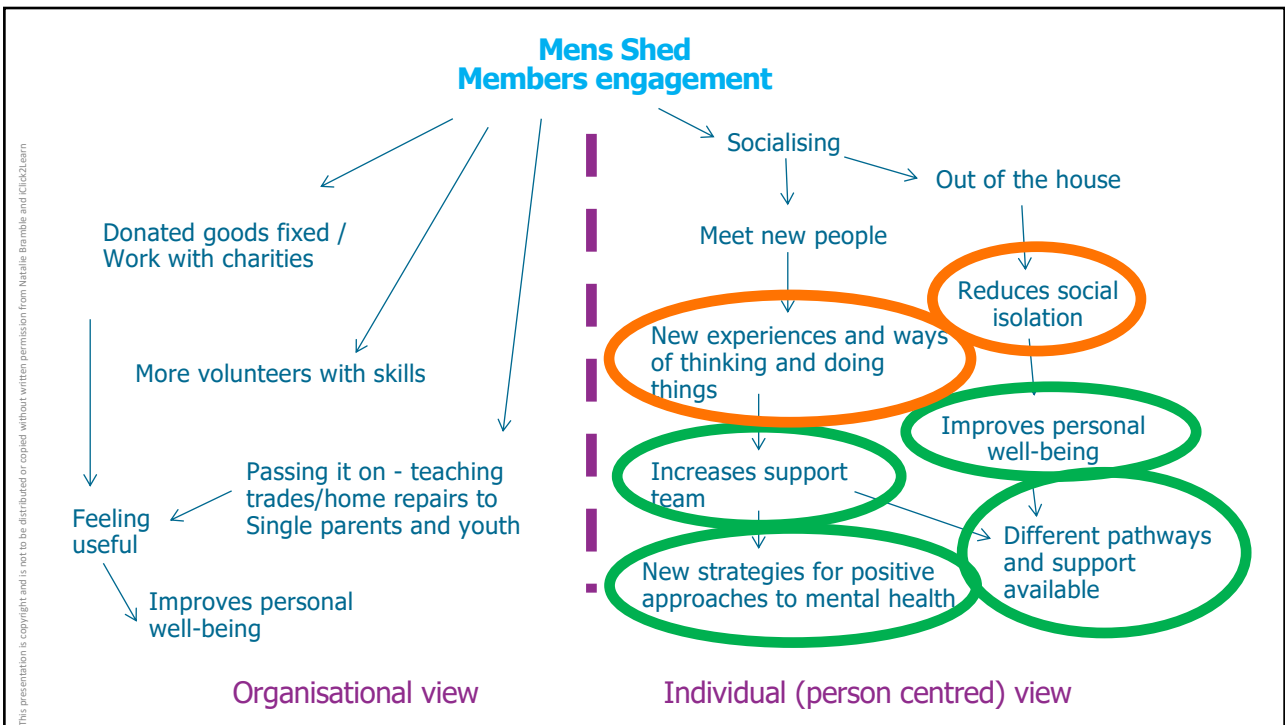 Mens Shed
Members engagement
Socialising
Out of the house
Donated goods fixed /
Work with charities
Meet new people
Reduces social
isolation
New experiences and ways
of thinking and doing
things
More volunteers with skills
Improves personal
well-being
Passing it on - teaching
trades/home repairs to
Single parents and youth
Increases support
team
Feeling
useful
Different pathways
and support
available
New strategies for positive
approaches to mental health
Improves personal
well-being
Organisational view
Individual (person centred) view
This presentation is copyright and is not to be distributed or copied without written permission from Natalie Bramble and iClick2Learn